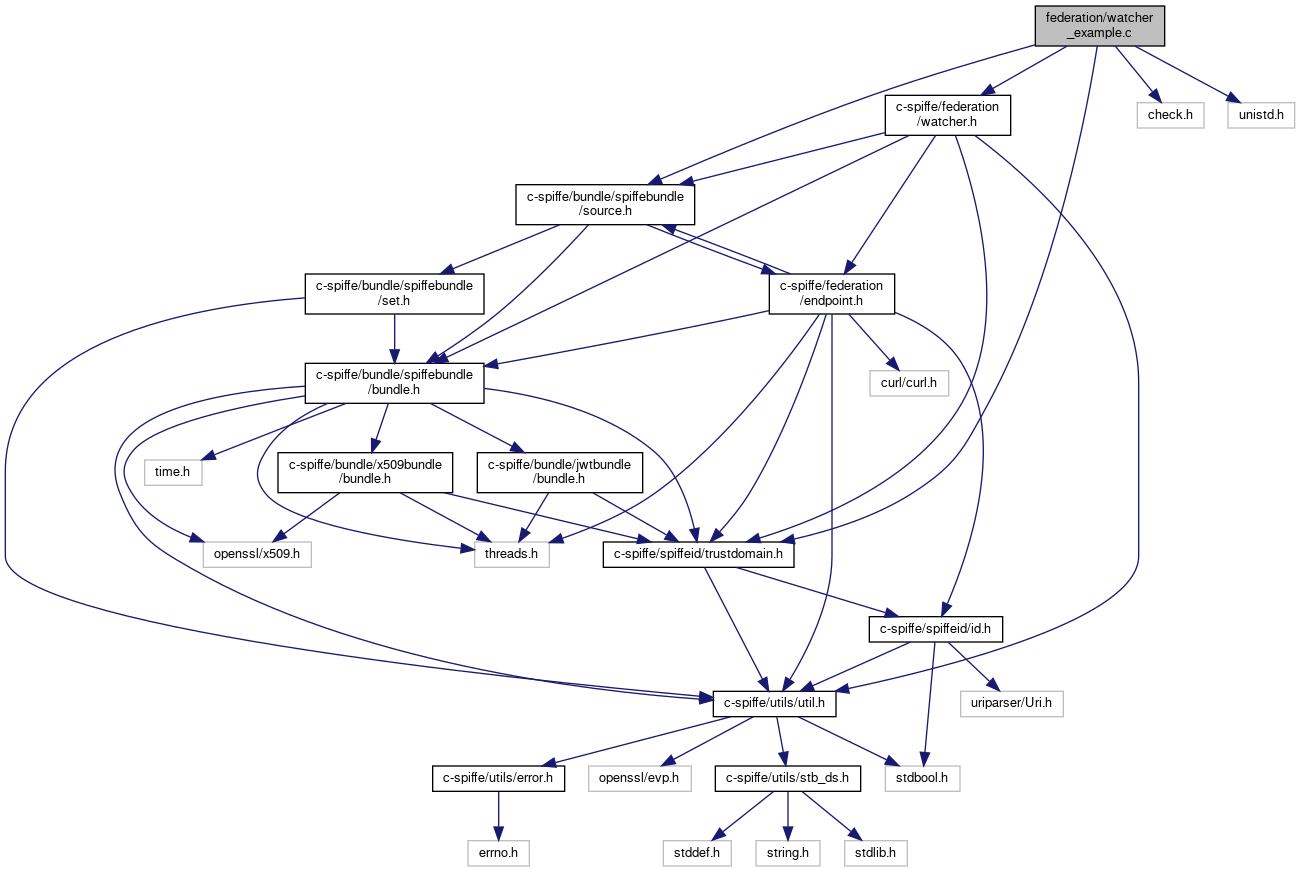 federation/watcher
_example.c
c-spiffe/federation
/watcher.h
check.h
unistd.h
c-spiffe/bundle/spiffebundle
/source.h
c-spiffe/bundle/spiffebundle
/set.h
c-spiffe/federation
/endpoint.h
c-spiffe/bundle/spiffebundle
/bundle.h
curl/curl.h
time.h
c-spiffe/bundle/x509bundle
/bundle.h
c-spiffe/bundle/jwtbundle
/bundle.h
openssl/x509.h
threads.h
c-spiffe/spiffeid/trustdomain.h
c-spiffe/spiffeid/id.h
c-spiffe/utils/util.h
uriparser/Uri.h
c-spiffe/utils/error.h
openssl/evp.h
c-spiffe/utils/stb_ds.h
stdbool.h
errno.h
stddef.h
string.h
stdlib.h